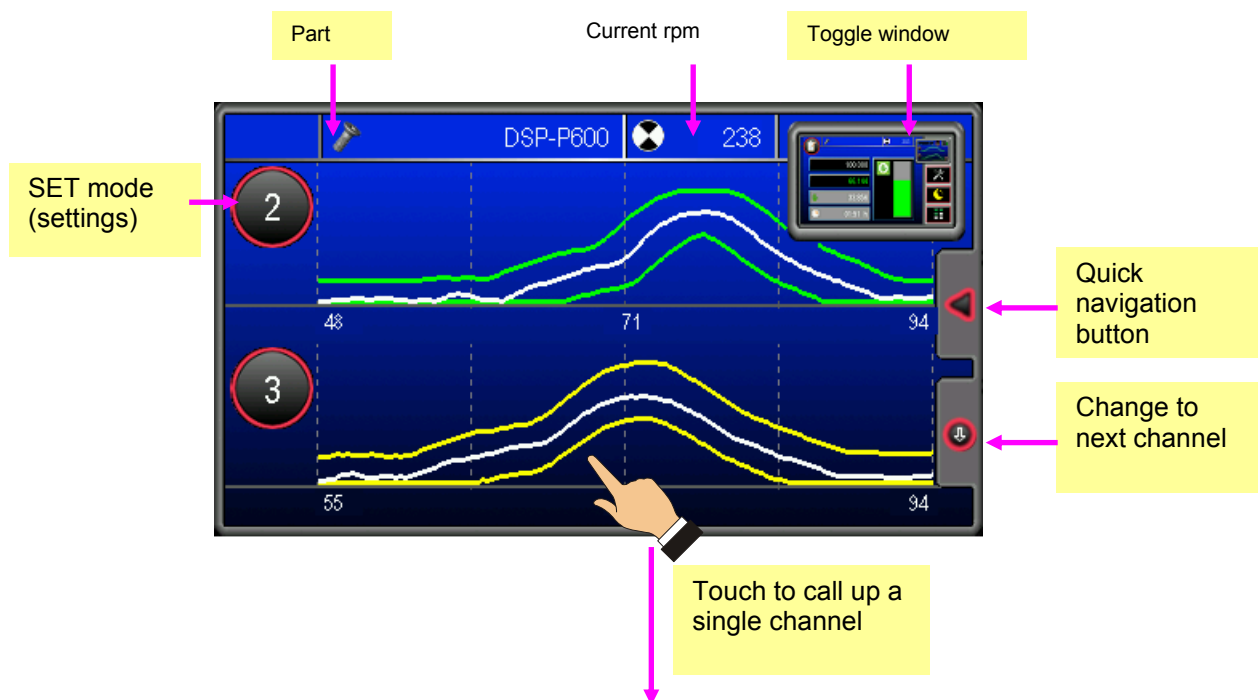 Part
Current rpm
Toggle window
DSP-P600
238
SET mode
(settings)
2
48
71
94
Quick
navigation
button
3
55
94
Change to
next channel
Touch to call up a
single channel